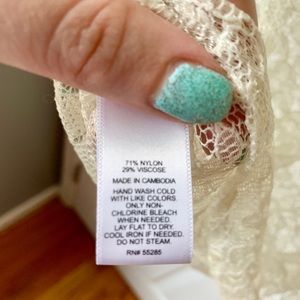 71% NYLON
29% VISCOSE
MADE IN CAMBODIA
HAND WASH COLD
WITH LIKE COLORS.
ONLY NON-
CHLORINE BLEACH
WHEN NEEDED.
LAY FLAT TO DRY.
COOL IRON IF NEEDED.
DO NOT STEAM.
RN# 55285